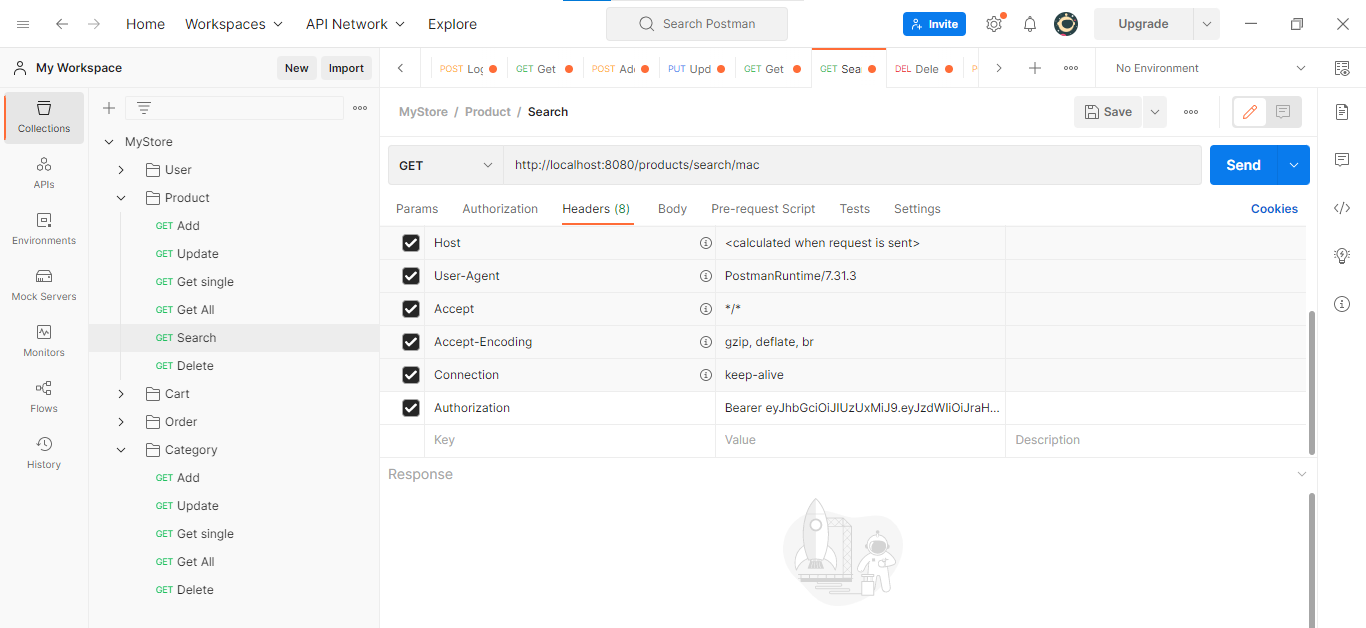 Home Workspaces API Network Explore Search Postman Invite Upgrade
My Workspace New Import
POST Log GET Get POST Add PUT Upd GET Get GET Sea DEL Dele No Environment
Collections
APIs
Environments
Mock Servers
Monitors
Flows
History
MyStore
User
Product
GET Add
GET Update
GET Get single
GET Get All
GET Search
GET Delete
Cart
Order
Category
GET Add
GET Update
GET Get single
GET Get All
GET Delete
MyStore / Product / Search Save
GET http://localhost:8080/products/search/mac Send
Params Authorization Headers (8) Body Pre-request Script Tests Settings Cookies
Host <calculated when request is sent>
User-Agent PostmanRuntime/7.31.3
Accept */*
Accept-Encoding gzip, deflate, br
Connection keep-alive
Authorization Bearer eyJhbGciOiJIUzUxMiJ9.eyJzdWIiOiJraH...
Key Value Description
Response